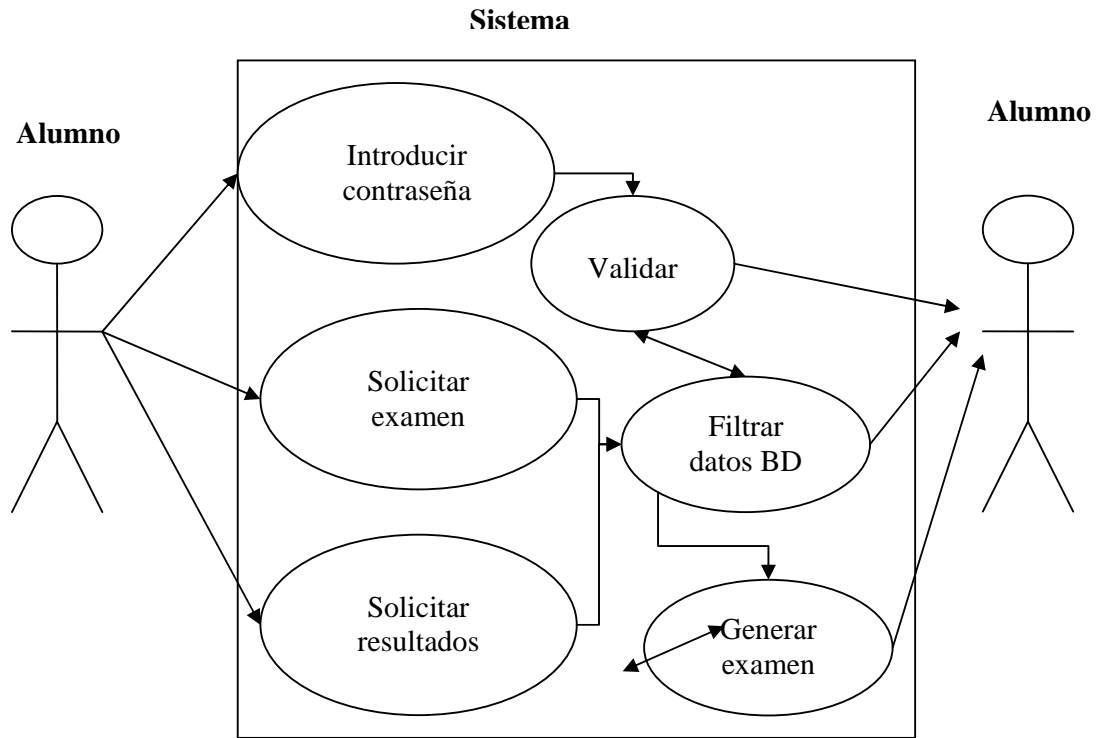 Sistema
Alumno
Alumno
Introducir
contraseña
Validar
Solicitar
examen
Filtrar
datos BD
Solicitar
resultados
Generar
examen